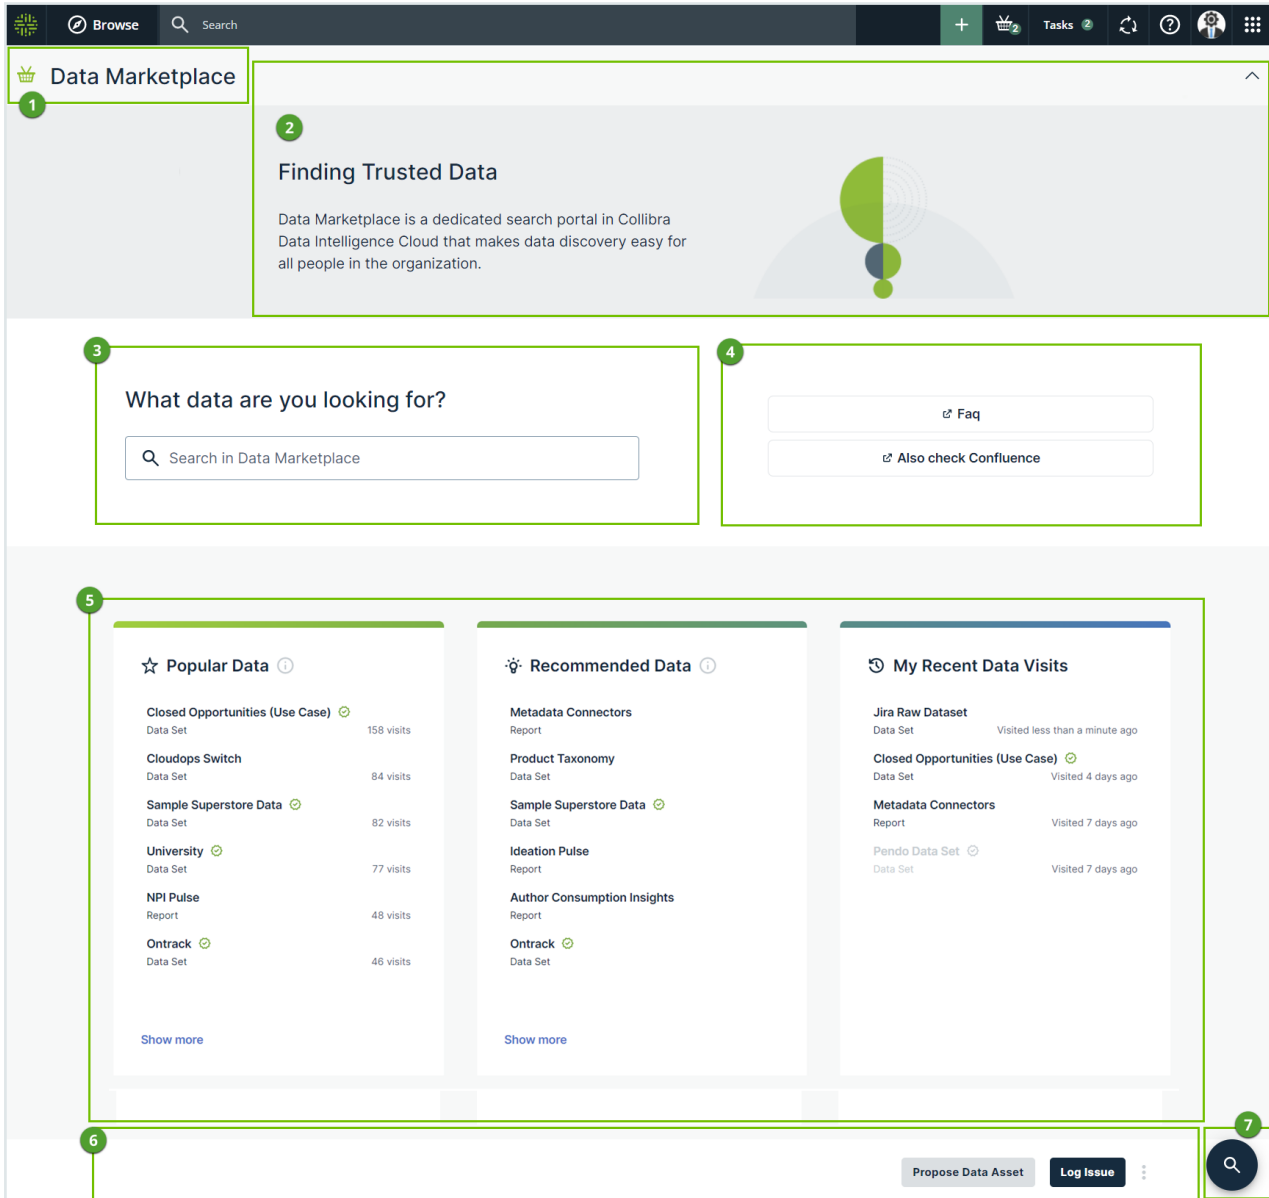 Browse
Search
2
Tasks 2
Data Marketplace
1
2
Finding Trusted Data
Data Marketplace is a dedicated search portal in Collibra
Data Intelligence Cloud that makes data discovery easy for
all people in the organization.
3
What data are you looking for?
Search in Data Marketplace
4
Faq
Also check Confluence
5
Popular Data
Closed Opportunities (Use Case)
Data Set 158 visits
Cloudops Switch
Data Set 84 visits
Sample Superstore Data
Data Set 82 visits
University
Data Set 77 visits
NPI Pulse
Report 48 visits
Ontrack
Data Set 46 visits
Show more
Recommended Data
Metadata Connectors
Report
Product Taxonomy
Data Set
Sample Superstore Data
Data Set
Ideation Pulse
Report
Author Consumption Insights
Report
Ontrack
Data Set
Show more
My Recent Data Visits
Jira Raw Dataset
Data Set Visited less than a minute ago
Closed Opportunities (Use Case)
Data Set Visited 4 days ago
Metadata Connectors
Report Visited 7 days ago
Pendo Data Set
Data Set Visited 7 days ago
6
Propose Data Asset
Log Issue
7